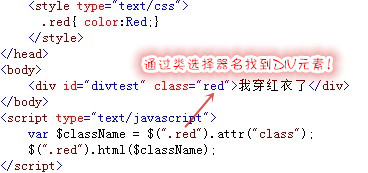 <style type="text/css">
.red{ color:Red;}
</style>
</head>
<body>
通过类选择器名找到DIV元素！
<div id="divtest" class="red">我穿红衣了</div>
</body>
<script type="text/javascript">
var $className = $(".red").attr("class");
$(".red").html($className);
</script>